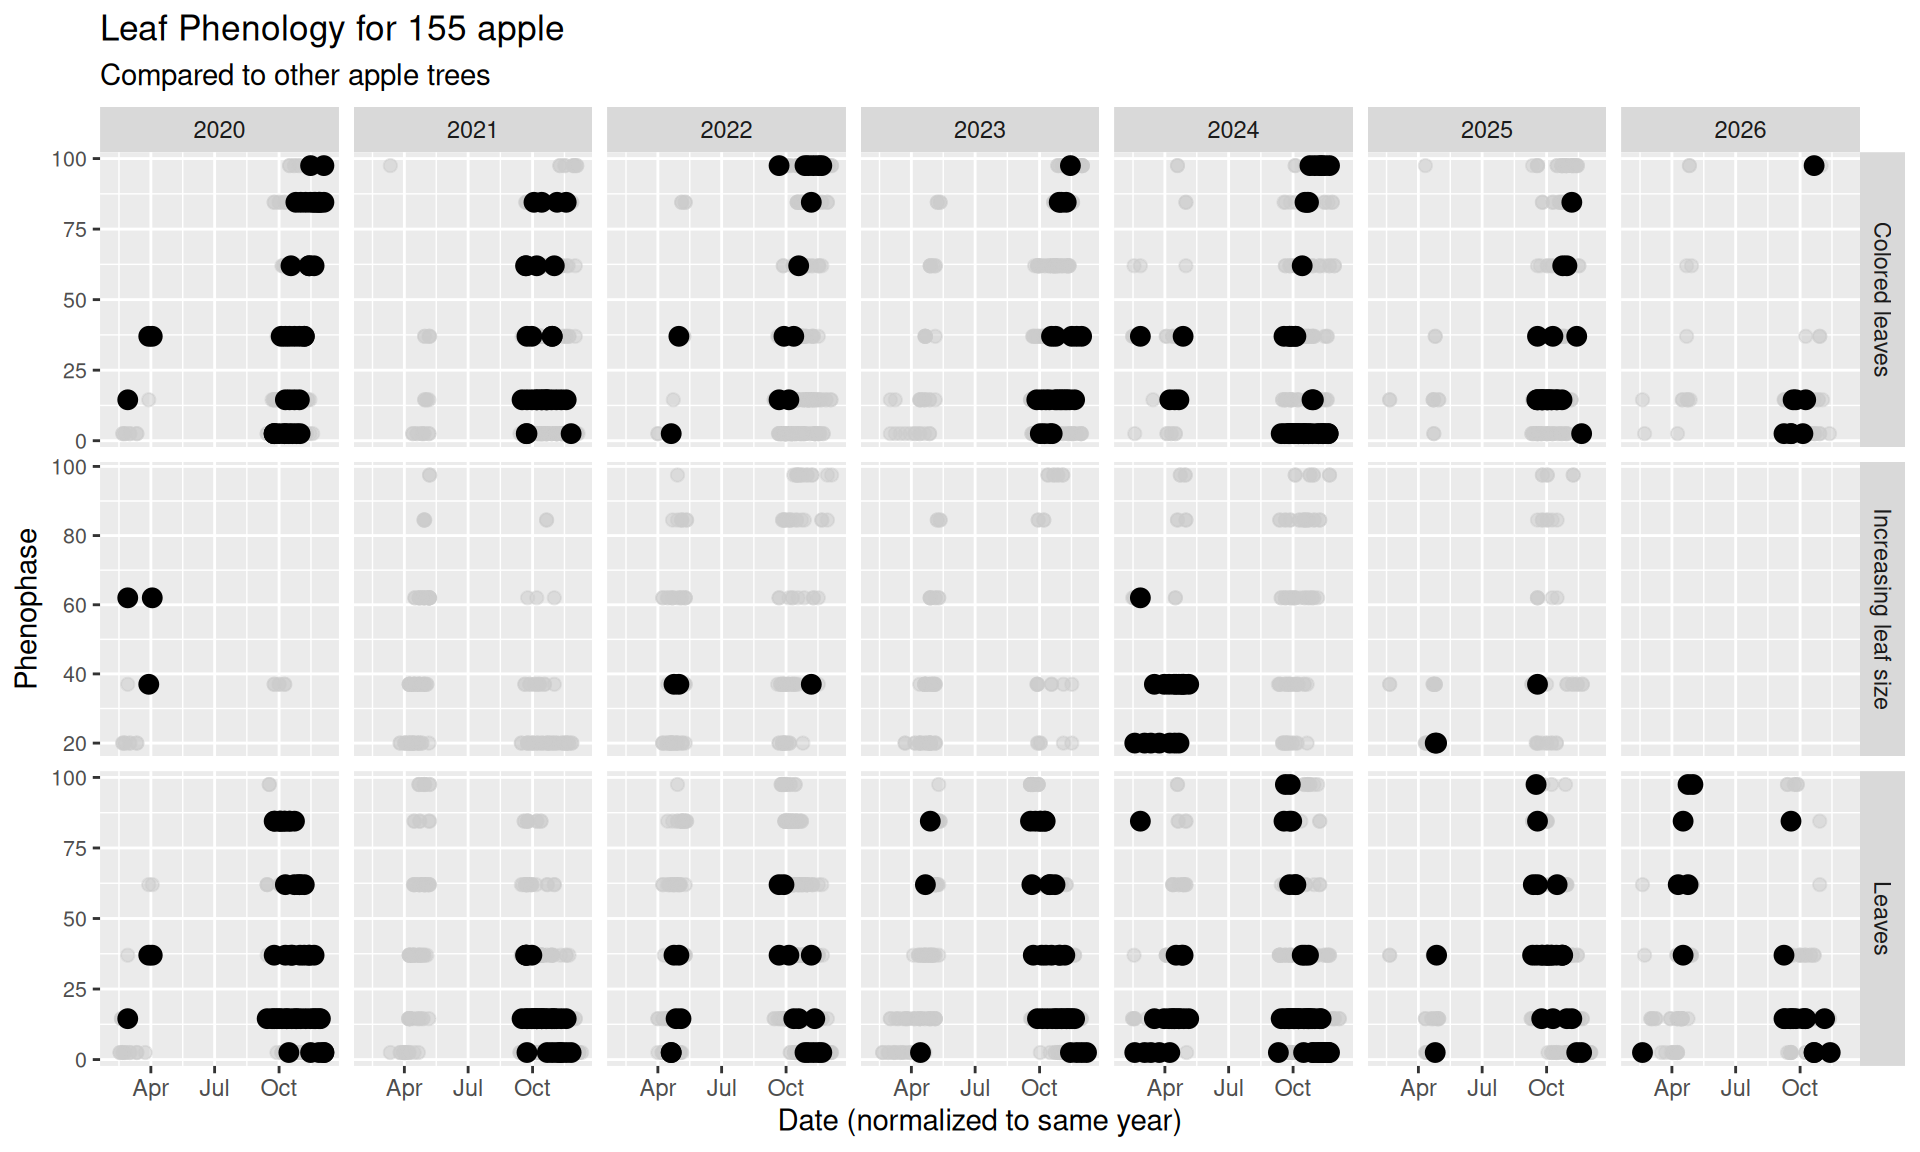 Leaf Phenology for 155 apple
Compared to other apple trees
2020 2021 2022 2023 2024 2025 2026
100
75
50
25
0
Colored leaves
100
80
60
40
20
Increasing leaf size
100
75
50
25
0
Leaves
Phenophase
Apr Jul Oct Apr Jul Oct Apr Jul Oct Apr Jul Oct Apr Jul Oct Apr Jul Oct Apr Jul Oct
Date (normalized to same year)